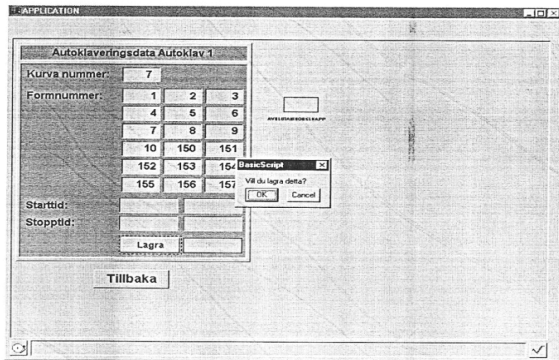 APPLICATION
Autoklaveringsdata Autoklav 1
Kurva nummer: 7
Formnummer: 1 2 3
4 5 6
7 8 9
10 150 151
152 153 154
155 156 157
BasicScript
Vill du lagra detta?
OK Cancel
Starttid:
Stopptid:
Lagra
Tillbaka